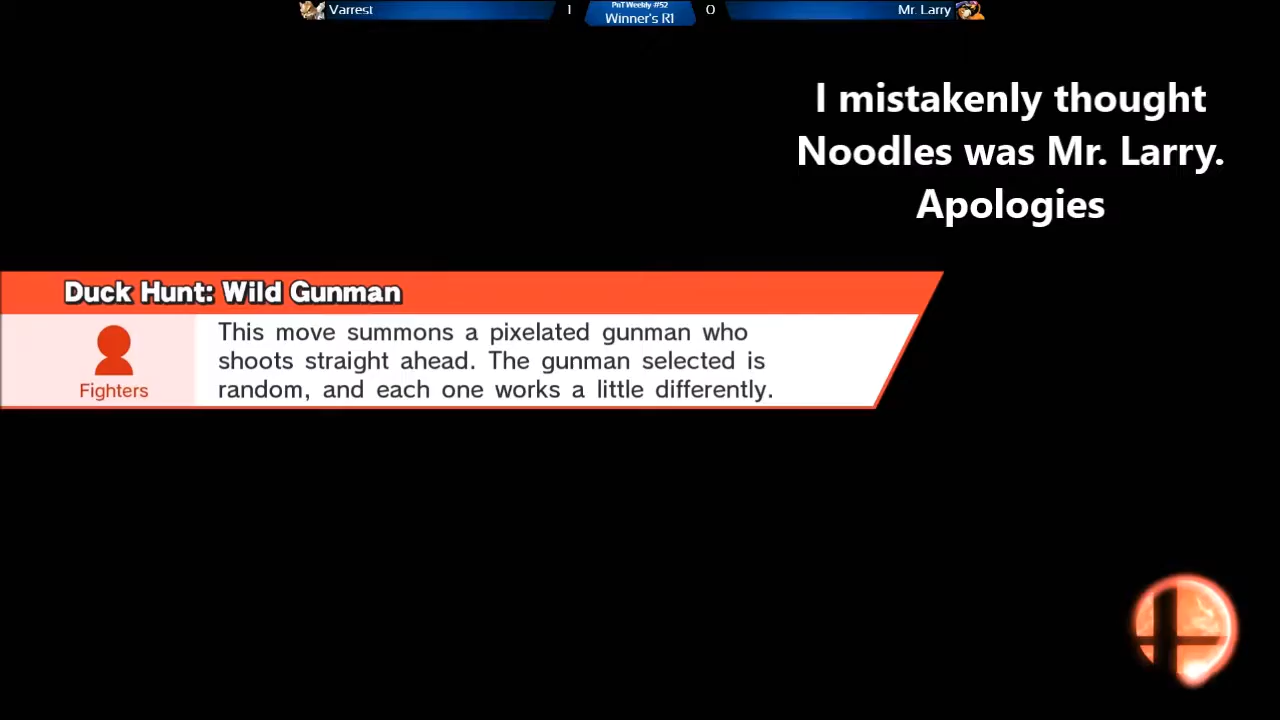 Varrest
1
PnT Weekly #52
Winner's R1
0
Mr. Larry
I mistakenly thought
Noodles was Mr. Larry.
Apologies
Duck Hunt: Wild Gunman
This move summons a pixelated gunman who
shoots straight ahead. The gunman selected is
random, and each one works a little differently.
Fighters